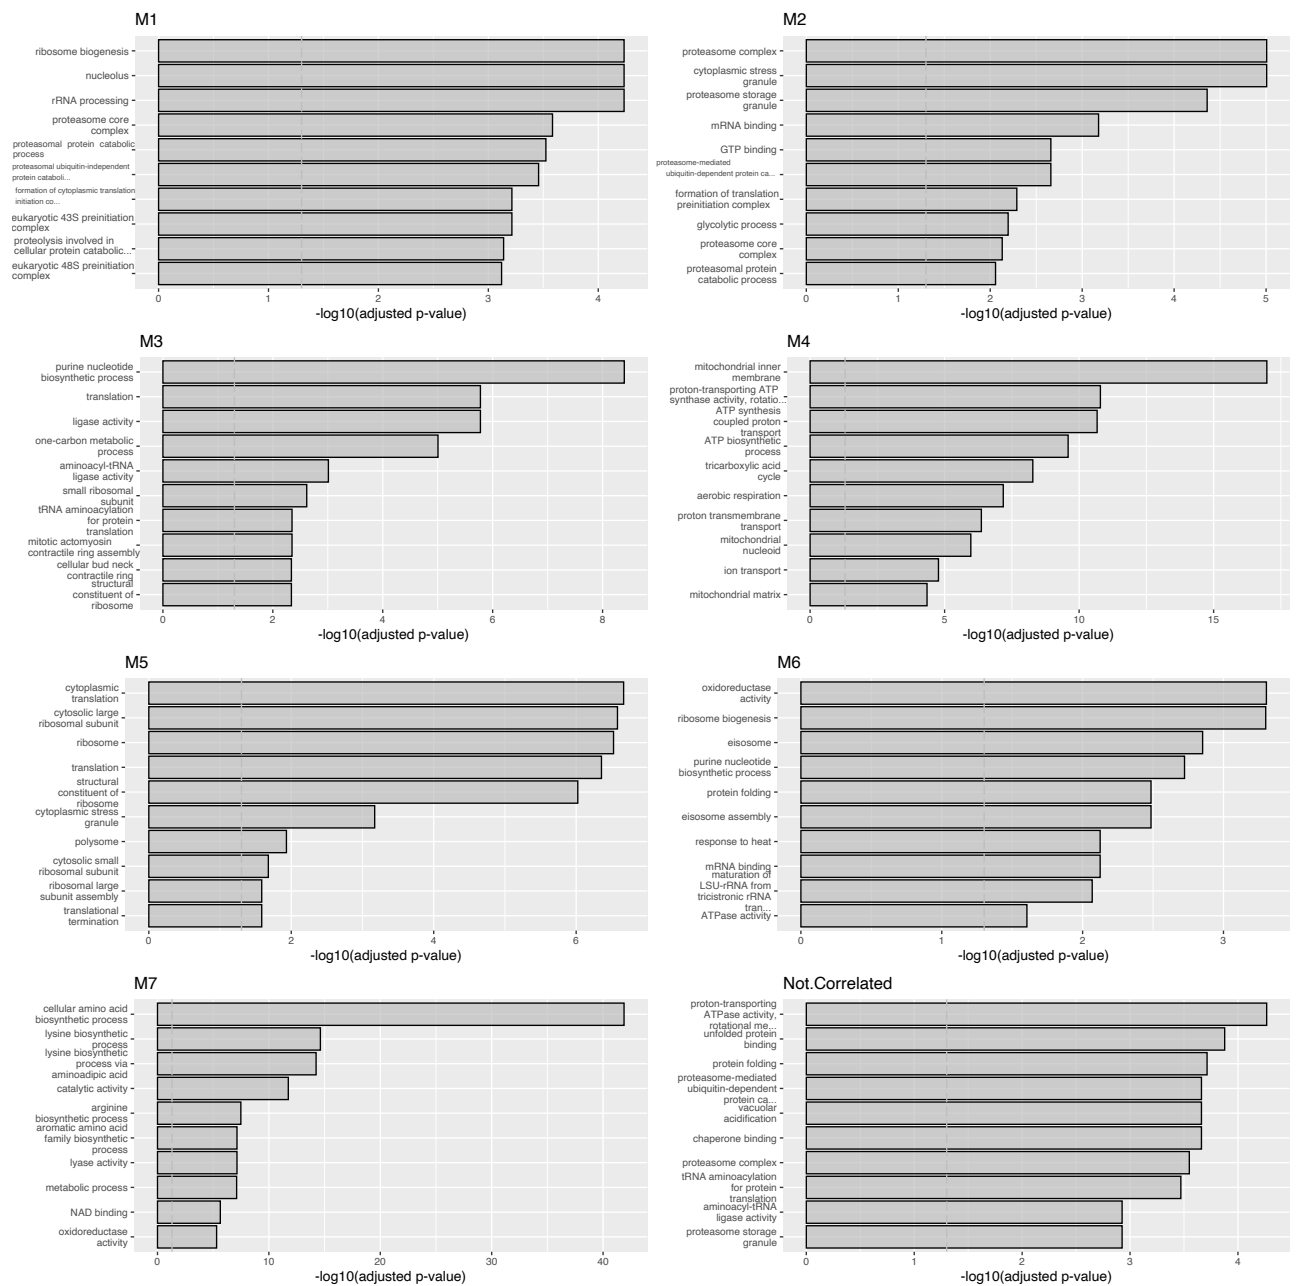 M1
ribosome biogenesis
nucleolus
rRNA processing
proteasome core
complex
proteasomal protein catabolic
process
proteasomal ubiquitin-independent
protein cataboli...
formation of cytoplasmic translation
initiation co...
eukaryotic 43S preinitiation
complex
proteolysis involved in
cellular protein catabolic...
eukaryotic 48S preinitiation
complex
0 1 2 3 4
-log10(adjusted p-value)
M2
proteasome complex
cytoplasmic stress
granule
proteasome storage
granule
mRNA binding
GTP binding
proteasome-mediated
ubiquitin-dependent protein ca...
formation of translation
preinitiation complex
glycolytic process
proteasome core
complex
proteasomal protein
catabolic process
0 1 2 3 4 5
-log10(adjusted p-value)
M3
purine nucleotide
biosynthetic process
translation
ligase activity
one-carbon metabolic
process
aminoacyl-tRNA
ligase activity
small ribosomal
subunit
tRNA aminoacylation
for protein
translation
mitotic actomyosin
contractile ring assembly
cellular bud neck
contractile ring
structural
constituent of
ribosome
0 2 4 6 8
-log10(adjusted p-value)
M4
mitochondrial inner
membrane
proton-transporting ATP
synthase activity, rotatio...
ATP synthesis
coupled proton
transport
ATP biosynthetic
process
tricarboxylic acid
cycle
aerobic respiration
proton transmembrane
transport
mitochondrial
nucleoid
ion transport
mitochondrial matrix
0 5 10 15
-log10(adjusted p-value)
M5
cytoplasmic
translation
cytosolic large
ribosomal subunit
ribosome
translation
structural
constituent of
ribosome
cytoplasmic stress
granule
polysome
cytosolic small
ribosomal subunit
ribosomal large
subunit assembly
translational
termination
0 2 4 6
-log10(adjusted p-value)
M6
oxidoreductase
activity
ribosome biogenesis
eisosome
purine nucleotide
biosynthetic process
protein folding
eisosome assembly
response to heat
mRNA binding
maturation of
LSU-rRNA from
tricistronic rRNA
tran...
ATPase activity
0 1 2 3
-log10(adjusted p-value)
M7
cellular amino acid
biosynthetic process
lysine biosynthetic
process
lysine biosynthetic
process via
aminoadipic acid
catalytic activity
arginine
biosynthetic process
aromatic amino acid
family biosynthetic
process
lyase activity
metabolic process
NAD binding
oxidoreductase
activity
0 10 20 30 40
-log10(adjusted p-value)
Not.Correlated
proton-transporting
ATPase activity,
rotational me...
unfolded protein
binding
protein folding
proteasome-mediated
ubiquitin-dependent
protein ca...
vacuolar
acidification
chaperone binding
proteasome complex
tRNA aminoacylation
for protein
translation
aminoacyl-tRNA
ligase activity
proteasome storage
granule
0 1 2 3 4
-log10(adjusted p-value)